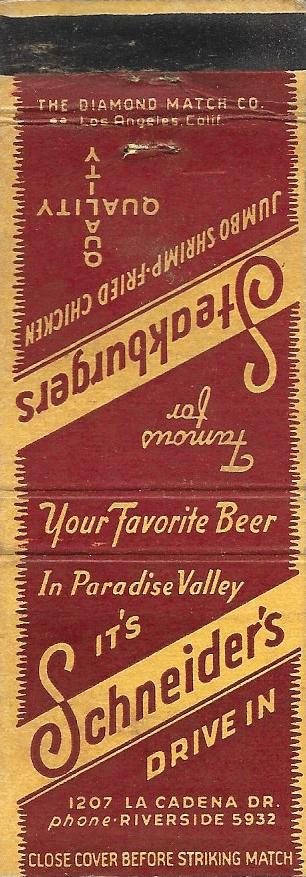 THE DIAMOND MATCH CO.
Los Angeles, Calif.
Famous
for
Steakburgers
JUMBO SHRIMP-FRIED CHICKEN
QUALITY
QUALITY
Your Favorite Beer
In Paradise Valley
IT'S
Schneider's
DRIVE IN
1207 LA CADENA DR.
phone·RIVERSIDE 5932
CLOSE COVER BEFORE STRIKING MATCH